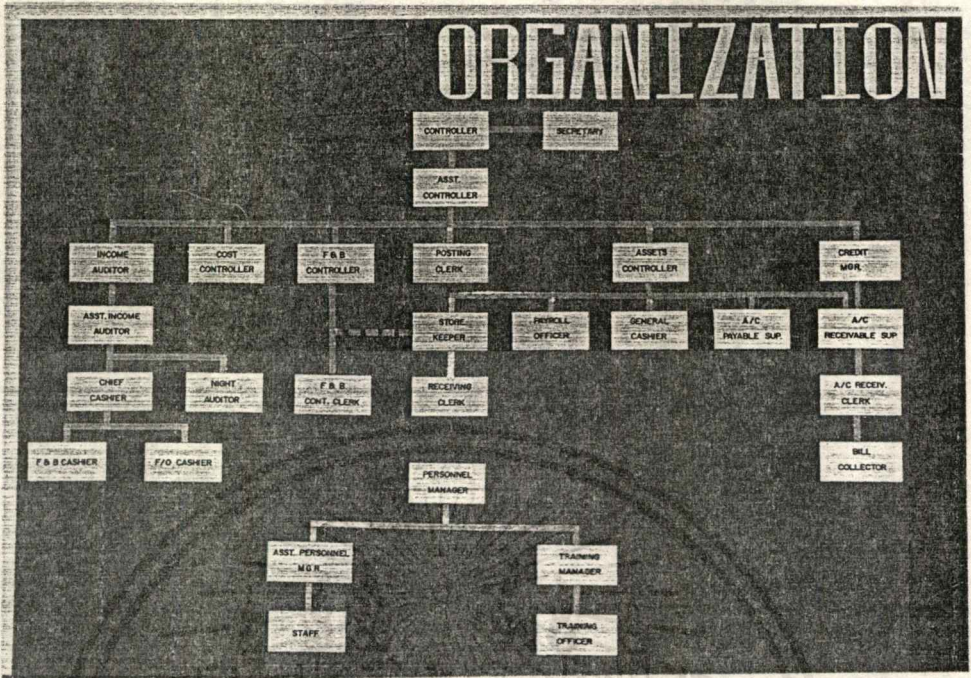 ORGANIZATION
CONTROLLER
SECRETARY
ASST.
CONTROLLER
INCOME
AUDITOR
COST
CONTROLLER
F & B
CONTROLLER
POSTING
CLERK
ASSETS
CONTROLLER
CREDIT
MGR.
ASST. INCOME
AUDITOR
STORE
KEEPER
PAYROLL
OFFICER
GENERAL
CASHIER
A/C
PAYABLE SUP.
A/C
RECEIVABLE SUP.
CHIEF
CASHIER
NIGHT
AUDITOR
F & B
CONT. CLERK
RECEIVING
CLERK
A/C RECEIV.
CLERK
F & B CASHIER
F/O CASHIER
BILL
COLLECTOR
PERSONNEL
MANAGER
ASST. PERSONNEL
M.G.R.
TRAINING
MANAGER
STAFF
TRAINING
OFFICER